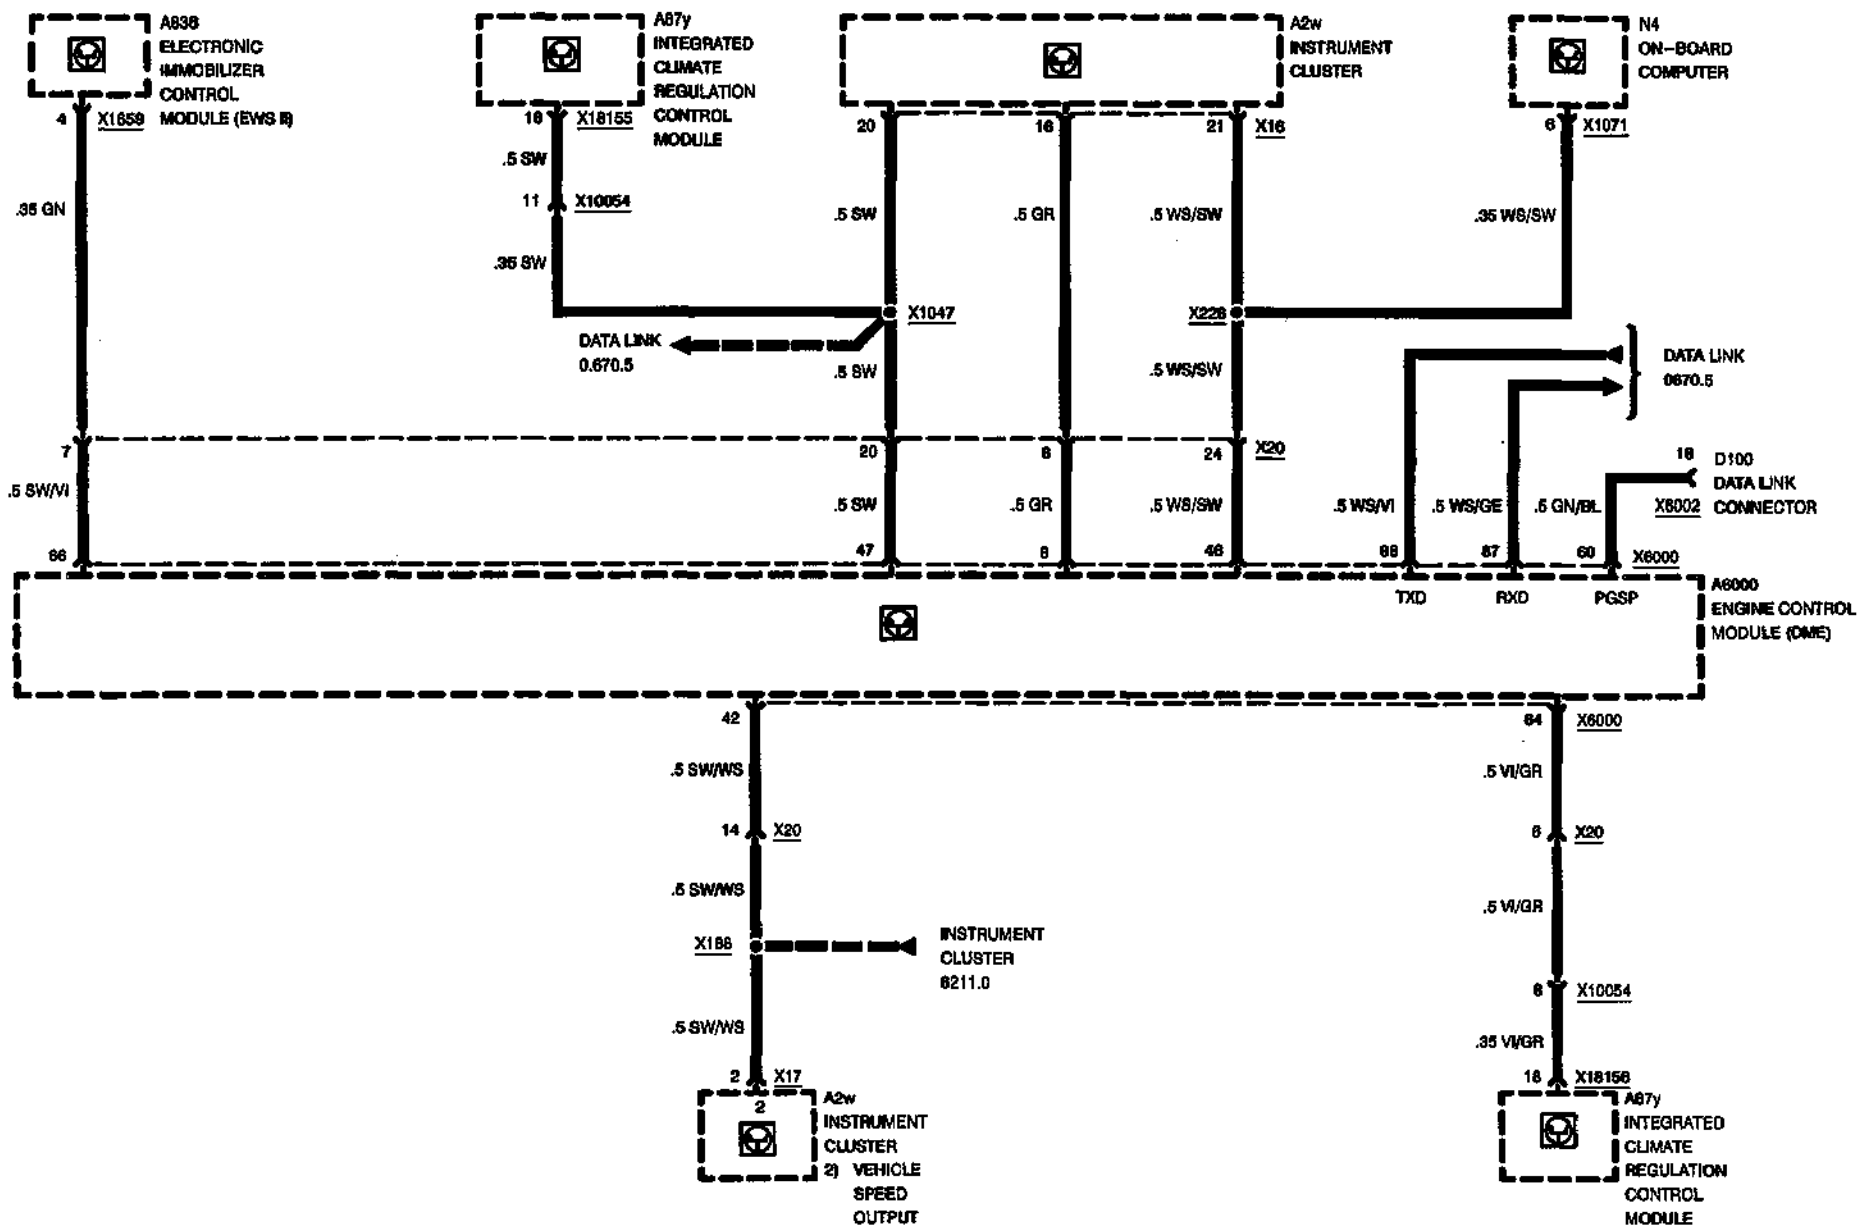 A836
ELECTRONIC
IMMOBILIZER
CONTROL
MODULE (EWS II)
4 X1659
A87y
INTEGRATED
CLIMATE
REGULATION
CONTROL
MODULE
18 X18155
A2w
INSTRUMENT
CLUSTER
20
16
21 X16
N4
ON-BOARD
COMPUTER
6 X1071
.5 SW
11 X10054
.35 GN
.5 SW
.5 GR
.5 WS/SW
.35 WS/SW
.35 SW
X1047
X226
DATA LINK
0.670.5
.5 SW
.5 WS/SW
DATA LINK
0670.5
7
20
8
24 X20
18 D100
DATA LINK
X6002 CONNECTOR
.5 SW/VI
.5 SW
.5 GR
.5 WS/SW
.5 WS/VI
.5 WS/GE
.5 GN/BL
66
47
8
46
88
87
60 X6000
TXD
RXD
PGSP
A6000
ENGINE CONTROL
MODULE (DME)
42
64 X6000
.5 SW/WS
.5 VI/GR
14 X20
6 X20
.5 SW/WS
.5 VI/GR
X188
INSTRUMENT
CLUSTER
6211.0
8 X10054
.5 SW/WS
.35 VI/GR
2 X17
18 X18156
2
A2w
INSTRUMENT
CLUSTER
2) VEHICLE
SPEED
OUTPUT
A87y
INTEGRATED
CLIMATE
REGULATION
CONTROL
MODULE